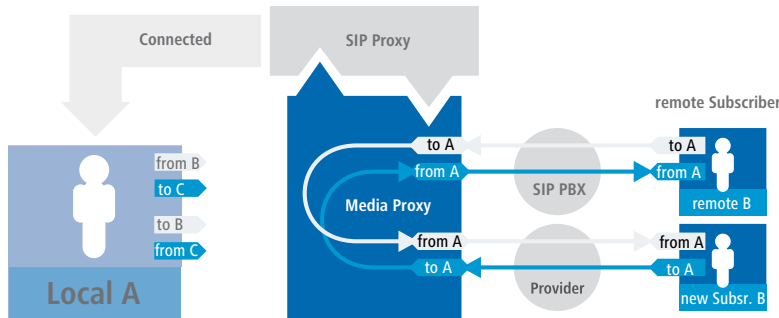 Connected
SIP Proxy
remote Subscriber
to A
to A
from B
from A
from A
to C
SIP PBX
Media Proxy
remote B
to B
from A
from A
from C
to A
to A
Local A
Provider
new Subsr. B